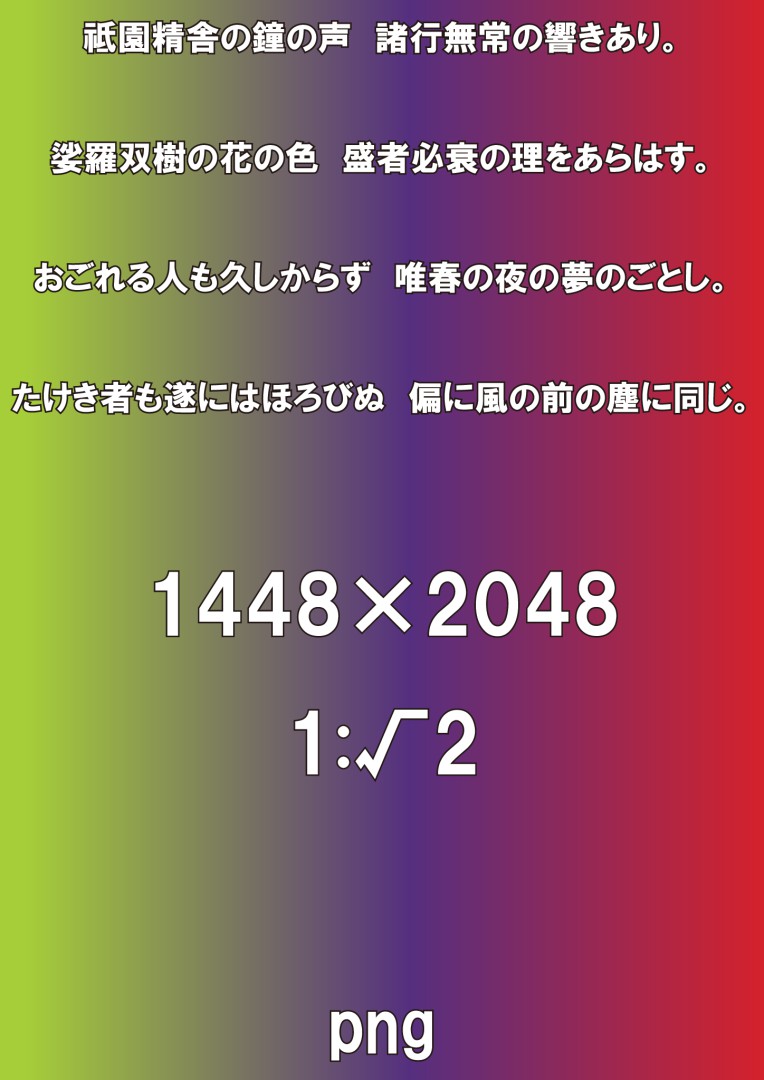 祇園精舎の鐘の声　諸行無常の響きあり。
娑羅双樹の花の色　盛者必衰の理をあらはす。
おごれる人も久しからず　唯春の夜の夢のごとし。
たけき者も遂にはほろびぬ　偏に風の前の塵に同じ。
1448×2048
1:√2
png